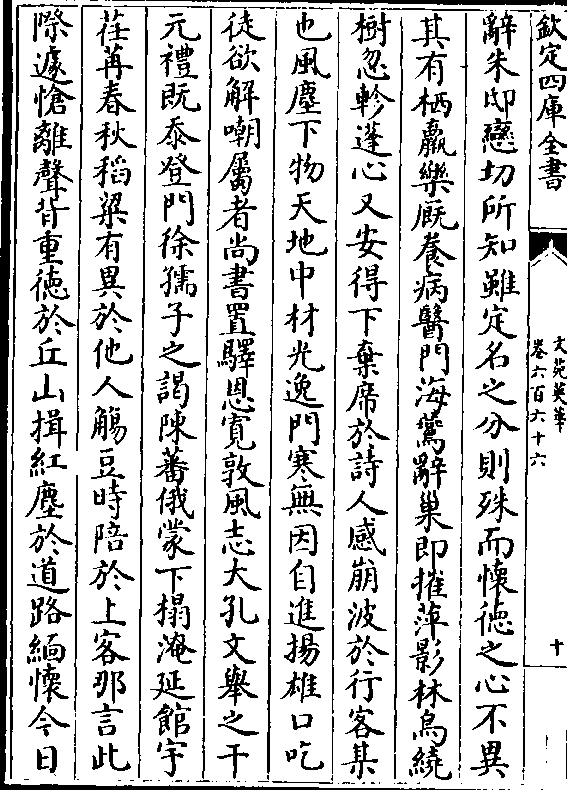 欽定四庫全書
文苑英華
卷六百六十六
十
辭朱邸戀切所知雖定名之分則殊而懷徳之心不異
其有栖羸樂廐養病醫門海鷰辭巢即摧萍影林烏繞
樹忽軫蓬心又安得下棄席於詩人感崩波於行客某
也風塵下物天地中材光逸門寒無因自進揚雄口吃
徒欲解嘲屬者尚書置驛恩寛敦風志大孔文舉之干
元禮既忝登門徐孺子之謁陳蕃俄蒙下榻淹延館宇
荏苒春秋稻粱有異於他人觴豆時陪於上客那言此
際遽愴離聲背重徳於丘山揖紅塵於道路緬懷今日